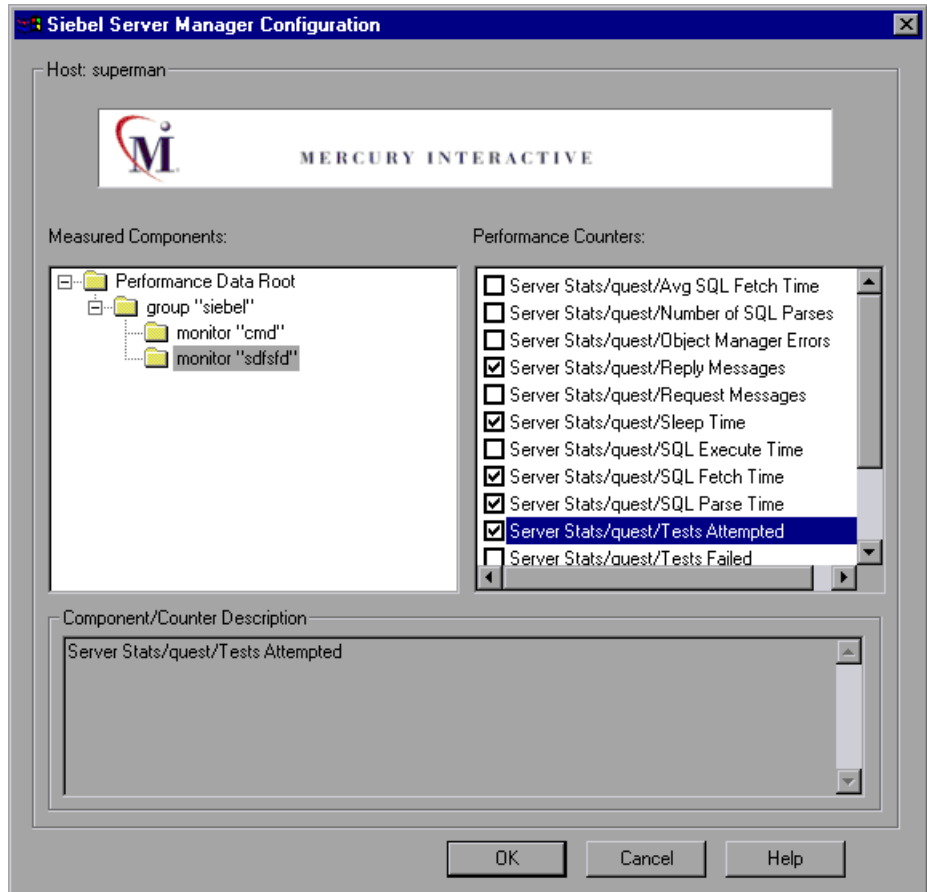 Siebel Server Manager Configuration
Host: superman
M
MERCURY INTERACTIVE
Measured Components:
Performance Data Root
group "siebel"
monitor "cmd"
monitor "sdfsfd"
Performance Counters:
Server Stats/quest/Avg SQL Fetch Time
Server Stats/quest/Number of SQL Parses
Server Stats/quest/Object Manager Errors
Server Stats/quest/Reply Messages
Server Stats/quest/Request Messages
Server Stats/quest/Sleep Time
Server Stats/quest/SQL Execute Time
Server Stats/quest/SQL Fetch Time
Server Stats/quest/SQL Parse Time
Server Stats/quest/Tests Attempted
Server Stats/quest/Tests Failed
Component/Counter Description
Server Stats/quest/Tests Attempted
OK
Cancel
Help